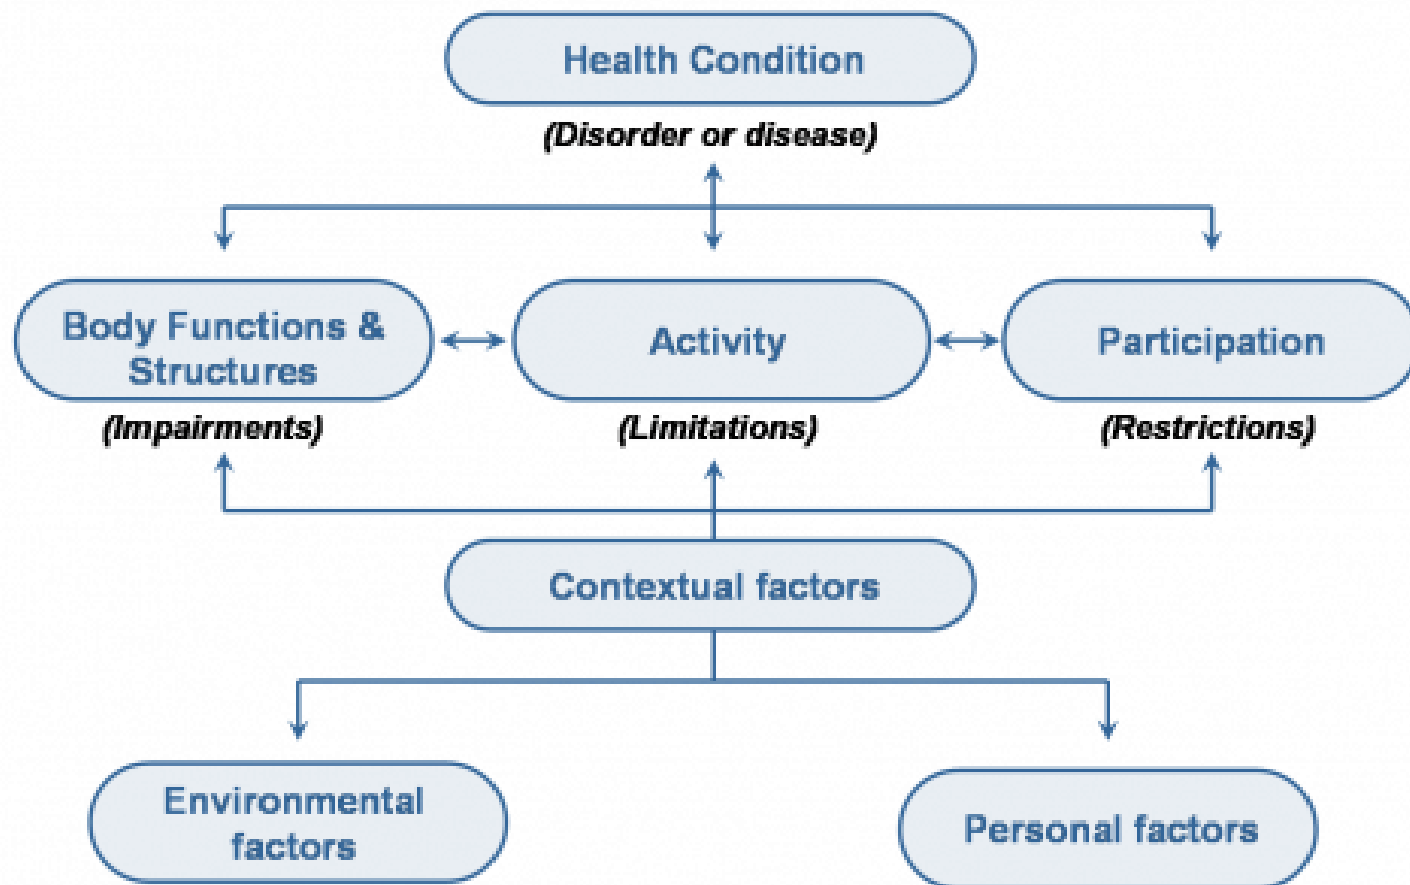 Health Condition
(Disorder or disease)
Body Functions &
Structures
(Impairments)
Activity
(Limitations)
Participation
(Restrictions)
Contextual factors
Environmental
factors
Personal factors